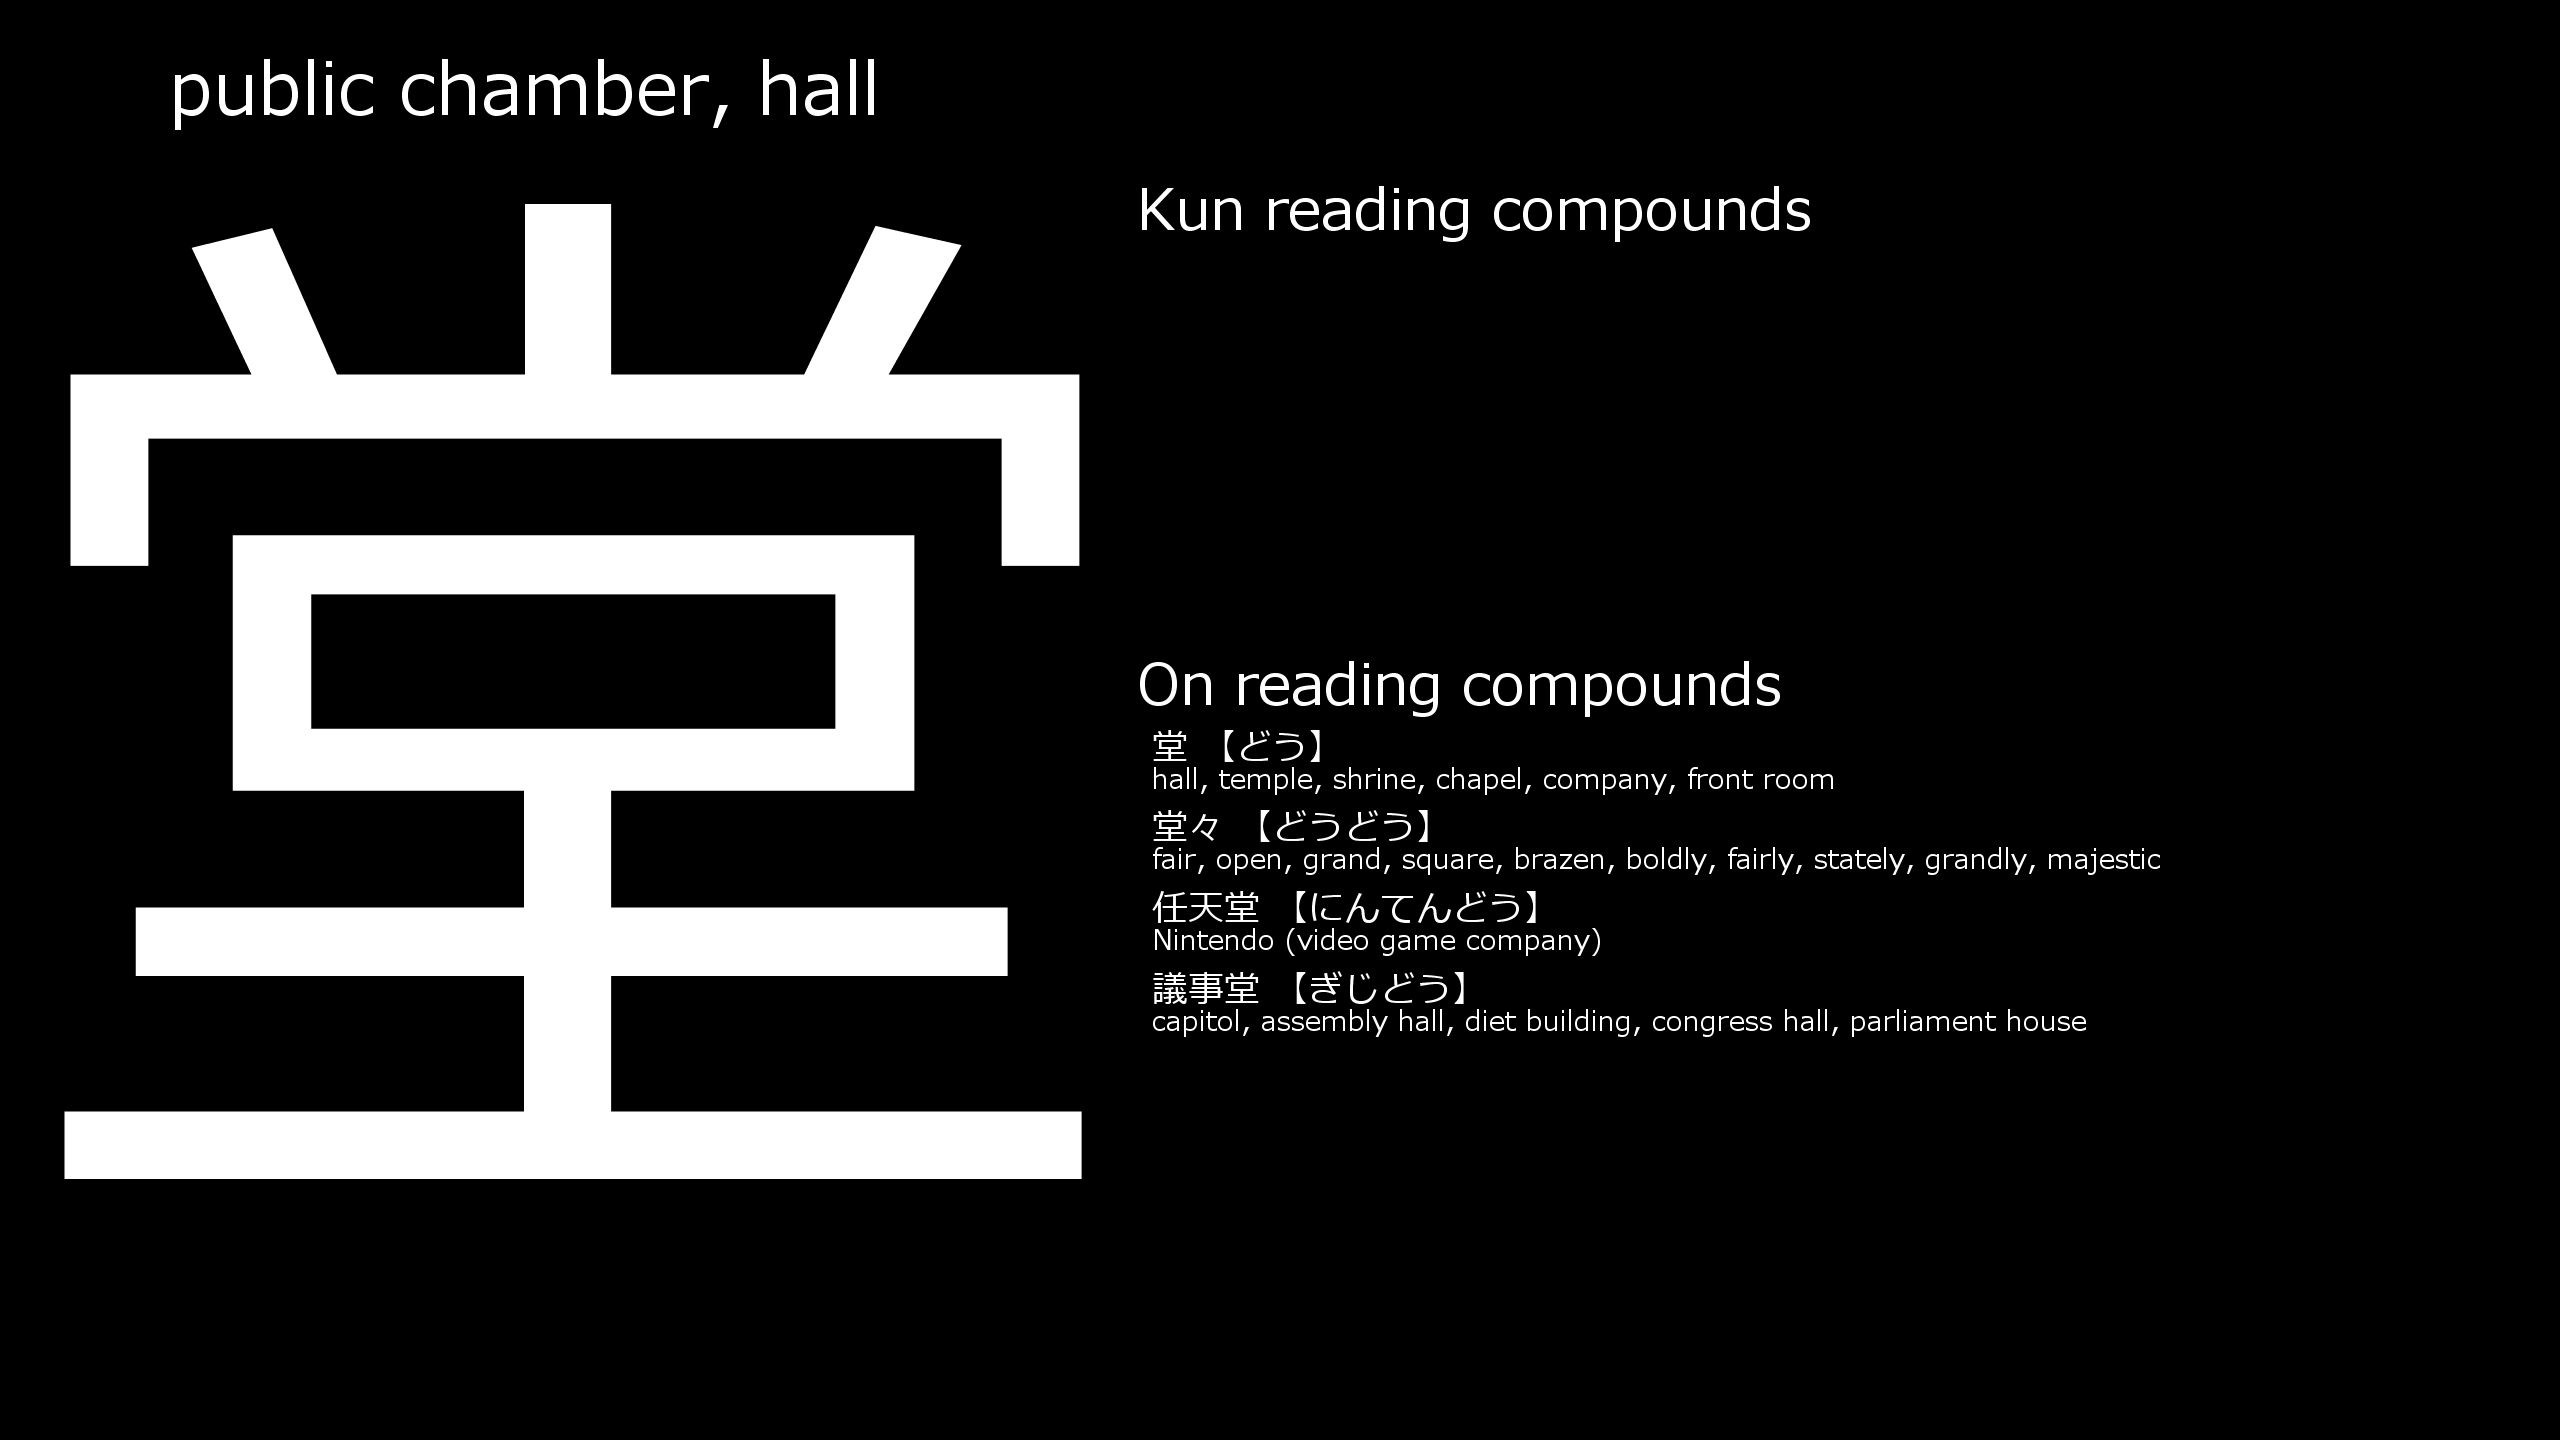 public chamber, hall
堂
Kun reading compounds
On reading compounds
堂 【どう】
hall, temple, shrine, chapel, company, front room
堂々 【どうどう】
fair, open, grand, square, brazen, boldly, fairly, stately, grandly, majestic
任天堂 【にんてんどう】
Nintendo (video game company)
議事堂 【ぎじどう】
capitol, assembly hall, diet building, congress hall, parliament house